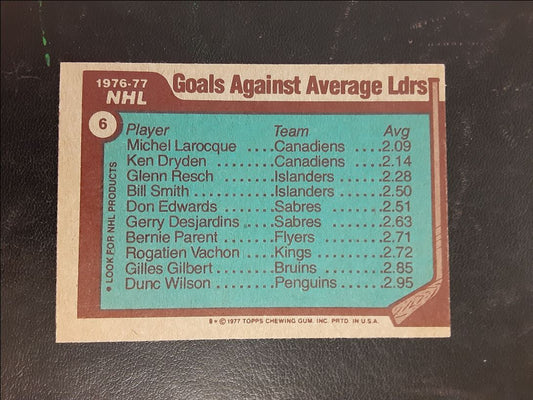 1976-77 Goals Against Average Ldrs
NHL
6
Player Team Avg
Michel Larocque ....Canadiens ....2.09
Ken Dryden ..........Canadiens ....2.14
Glenn Resch ........Islanders .....2.28
Bill Smith ............Islanders .....2.50
Don Edwards .......Sabres .......2.51
Gerry Desjardins ...Sabres .......2.63
Bernie Parent .......Flyers ........2.71
Rogatien Vachon ...Kings .........2.72
Gilles Gilbert ........Bruins ........2.85
Dunc Wilson .........Penguins .....2.95
● LOOK FOR NHL PRODUCTS
© 1977 TOPPS CHEWING GUM. INC. PRTD. IN U.S.A.